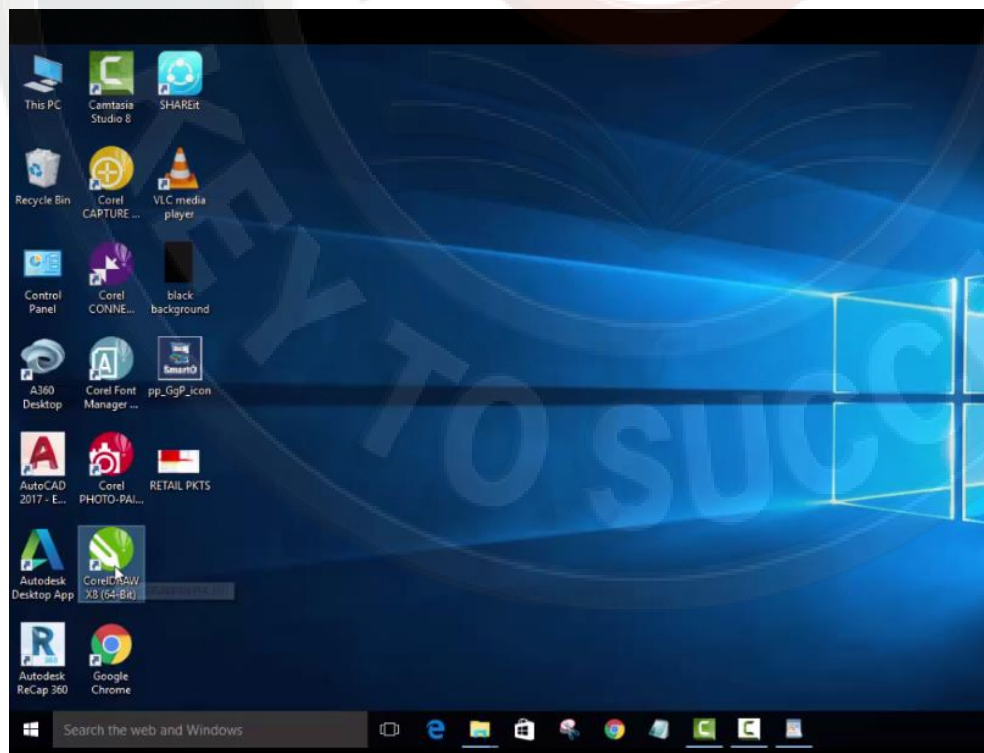 This PC
Camtasia
Studio 8
SHAREit
Recycle Bin
Corel
CAPTURE ...
VLC media
player
Control
Panel
Corel
CONNE...
black
background
A360
Desktop
Corel Font
Manager ...
SmartO
pp_GgP_icon
AutoCAD
2017 - E...
Corel
PHOTO-PAI...
RETAIL PKTS
Autodesk
Desktop App
CorelDRAW
X8 (64-Bit)
Autodesk
ReCap 360
Google
Chrome
Search the web and Windows
KEY TO SUCC